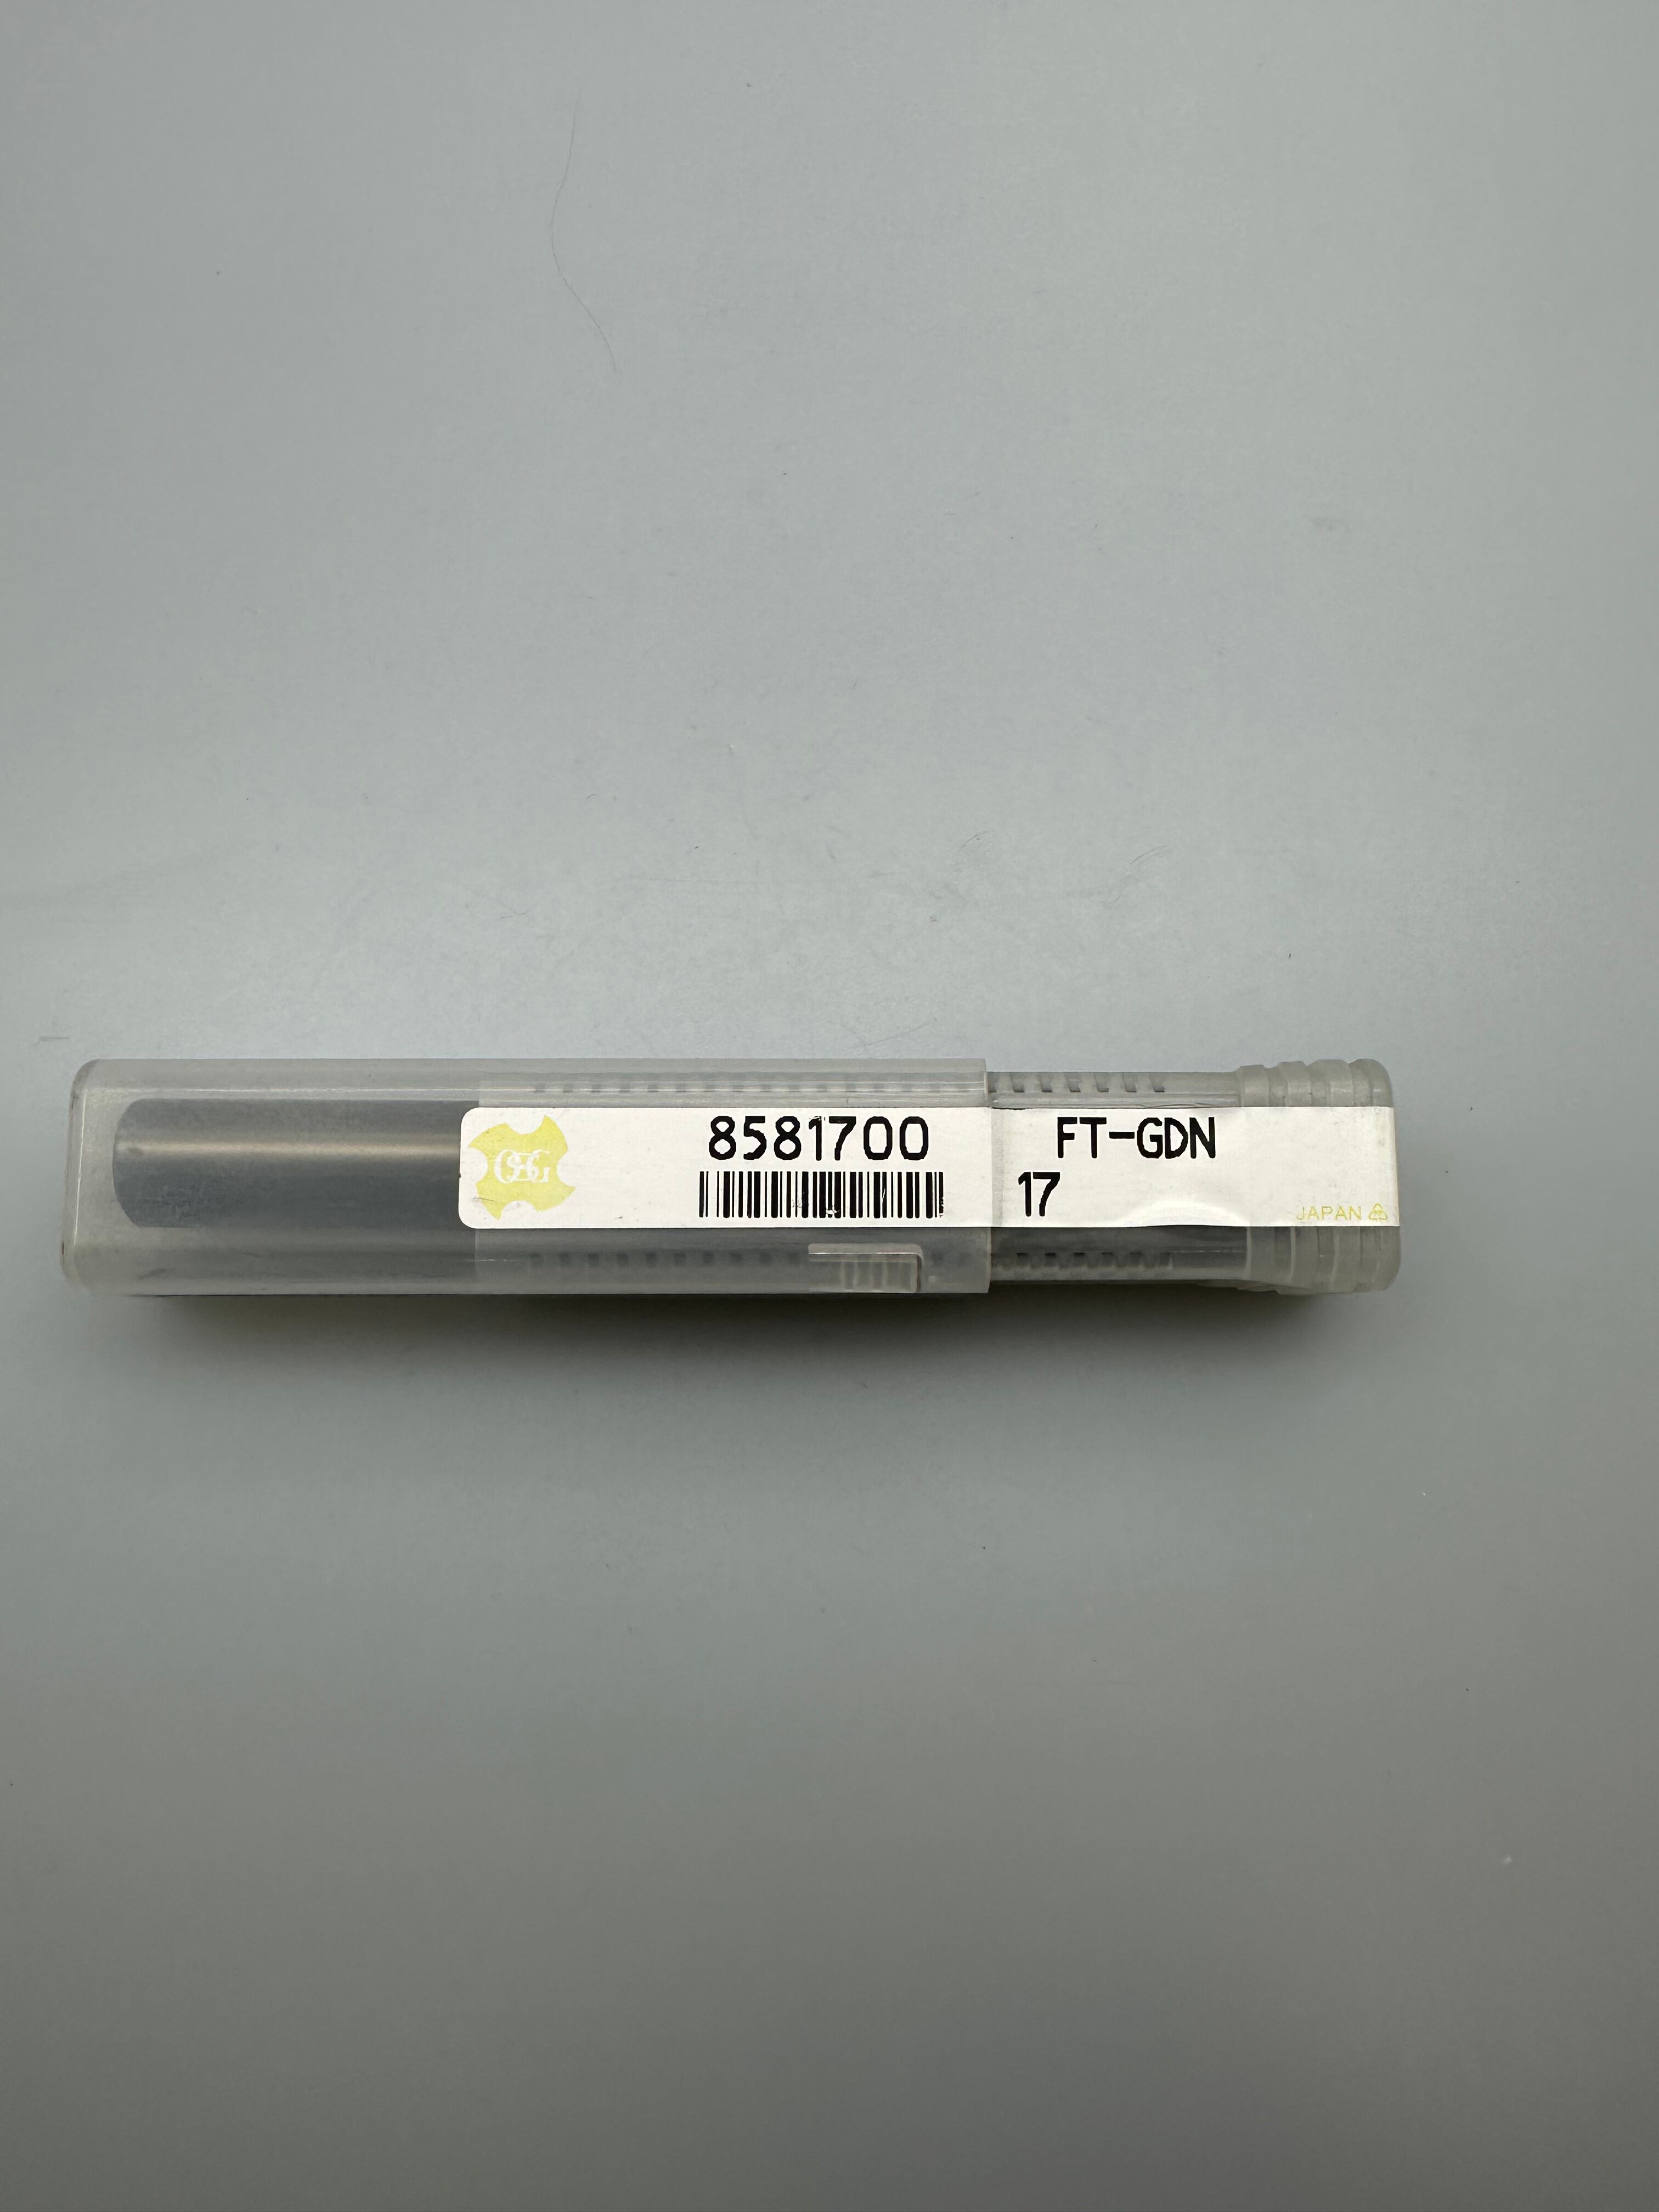 OSG
8581700
FT-GDN
17
JAPAN